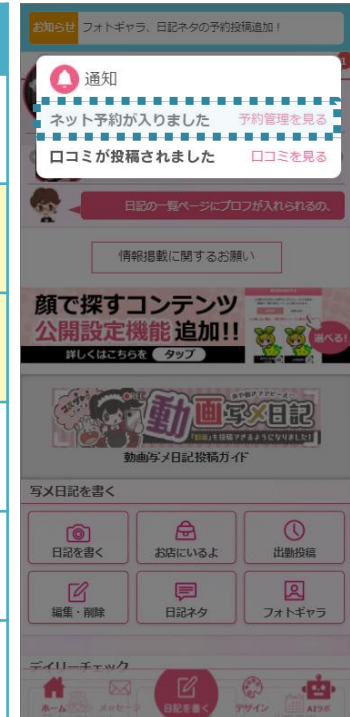 お知らせ フォトギャラ、日記ネタの予約投稿追加！
1
通知
ネット予約が入りました 予約管理を見る
口コミが投稿されました 口コミを見る
日記の一覧ページにプロフが入れられるの、
情報掲載に関するお願い
顔で探すコンテンツ
公開設定機能 追加!!
選べる!
詳しくはこちらを タップ
動画写メ日記
動画写メ日記投稿ガイド
写メ日記を書く
日記を書く お店にいるよ 出勤投稿
編集・削除 日記ネタ フォトギャラ
デイリーチェック
ホーム メッセージ 日記を書く デザイン AIラボ